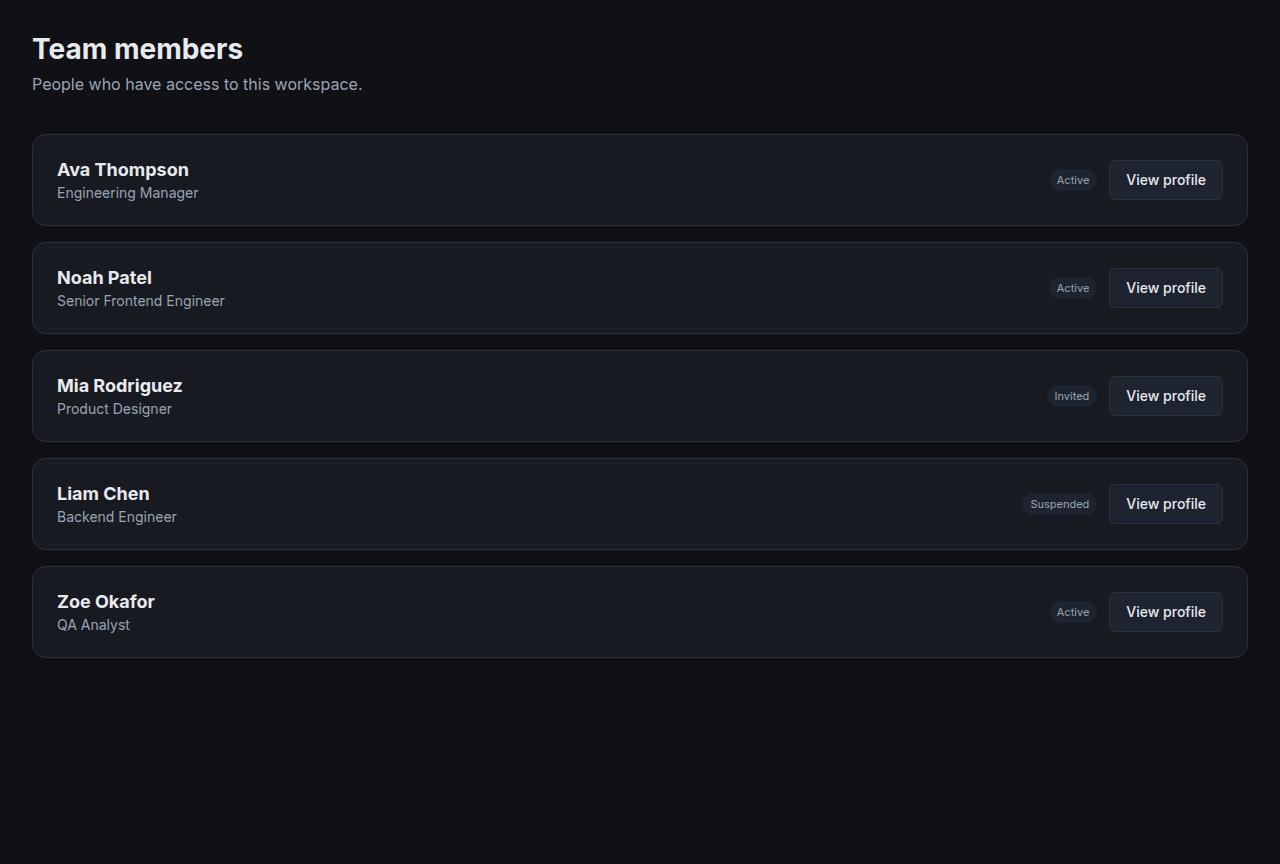 Team members
People who have access to this workspace.
Ava Thompson
Engineering Manager
Active
View profile
Noah Patel
Senior Frontend Engineer
Active
View profile
Mia Rodriguez
Product Designer
Invited
View profile
Liam Chen
Backend Engineer
Suspended
View profile
Zoe Okafor
QA Analyst
Active
View profile